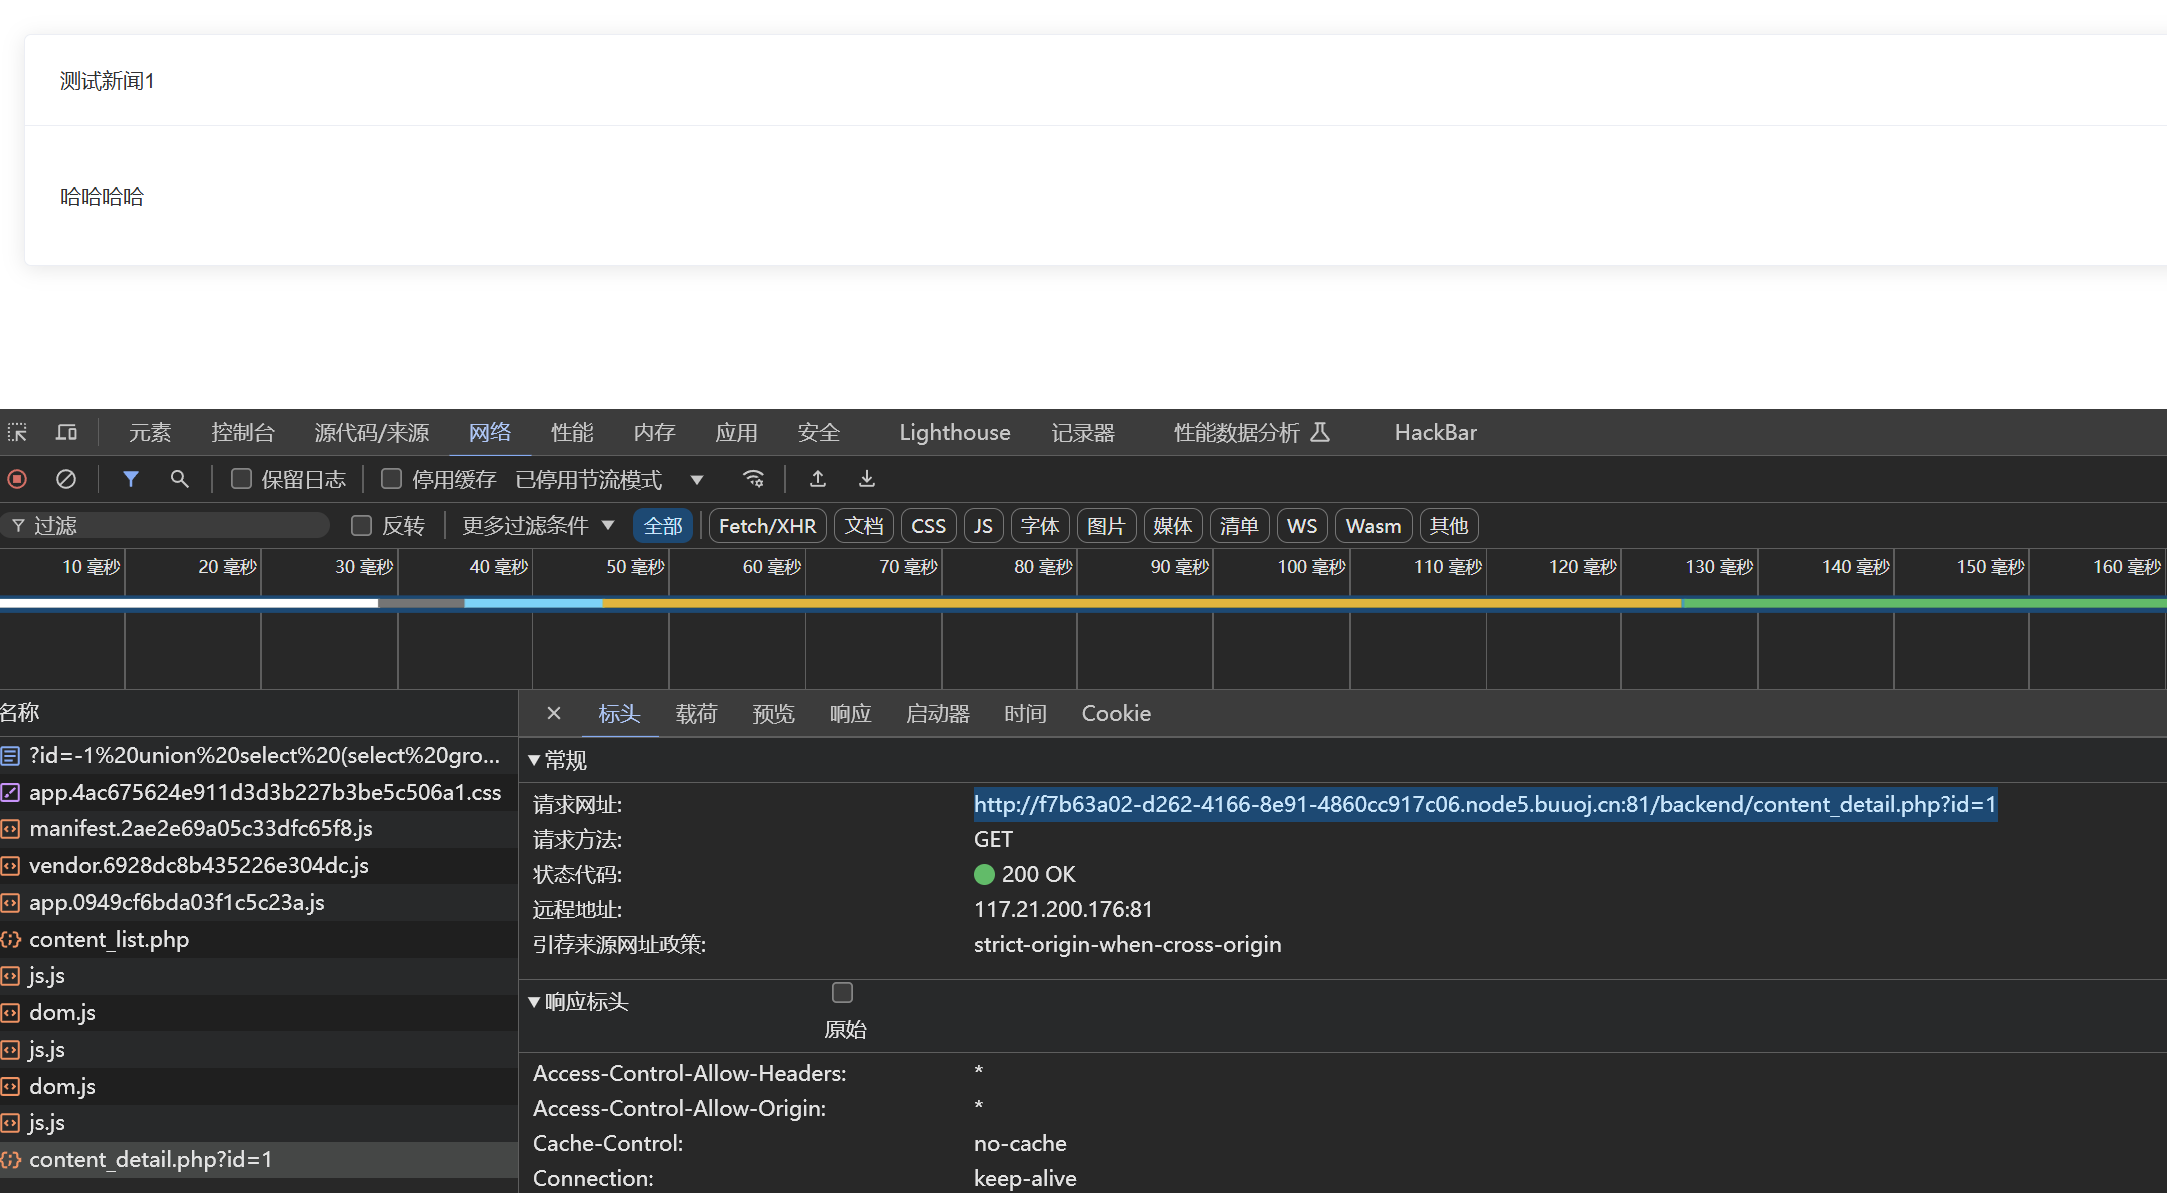 测试新闻1
哈哈哈哈
元素 控制台 源代码/来源 网络 性能 内存 应用 安全 Lighthouse 记录器 性能数据分析 HackBar
保留日志 停用缓存 已停用节流模式
过滤 反转 更多过滤条件 全部 Fetch/XHR 文档 CSS JS 字体 图片 媒体 清单 WS Wasm 其他
10 毫秒 20 毫秒 30 毫秒 40 毫秒 50 毫秒 60 毫秒 70 毫秒 80 毫秒 90 毫秒 100 毫秒 110 毫秒 120 毫秒 130 毫秒 140 毫秒 150 毫秒 160 毫秒
名称
?id=-1%20union%20select%20(select%20gro...
app.4ac675624e911d3d3b227b3be5c506a1.css
manifest.2ae2e69a05c33dfc65f8.js
vendor.6928dc8b435226e304dc.js
app.0949cf6bda03f1c5c23a.js
content_list.php
js.js
dom.js
js.js
dom.js
js.js
content_detail.php?id=1
标头 载荷 预览 响应 启动器 时间 Cookie
常规
请求网址: http://f7b63a02-d262-4166-8e91-4860cc917c06.node5.buuoj.cn:81/backend/content_detail.php?id=1
请求方法: GET
状态代码: 200 OK
远程地址: 117.21.200.176:81
引荐来源网址政策: strict-origin-when-cross-origin
响应标头
原始
Access-Control-Allow-Headers: *
Access-Control-Allow-Origin: *
Cache-Control: no-cache
Connection: keep-alive